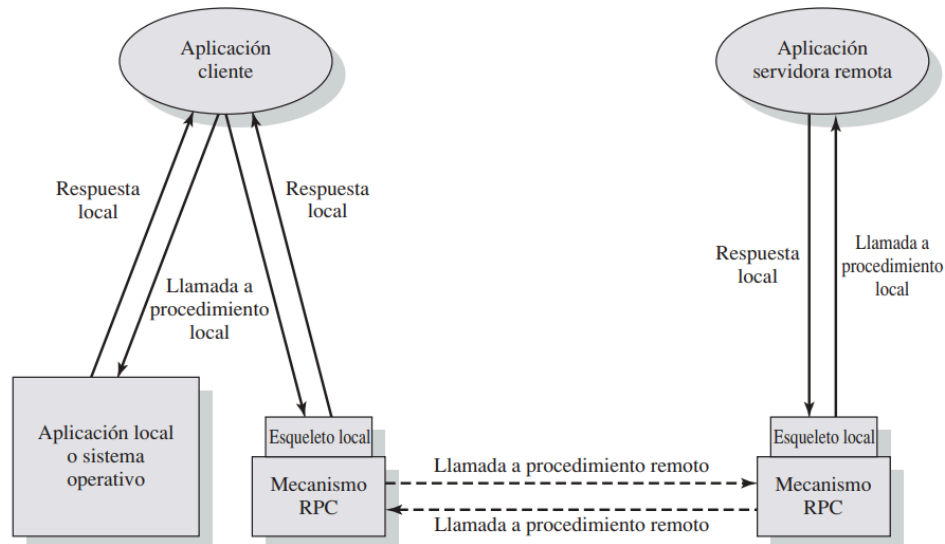 Aplicación
cliente
Aplicación
servidora remota
Respuesta
local
Respuesta
local
Llamada a
procedimiento
local
Respuesta
local
Llamada a
procedimiento
local
Aplicación local
o sistema
operativo
Esqueleto local
Mecanismo
RPC
Llamada a procedimiento remoto
Llamada a procedimiento remoto
Esqueleto local
Mecanismo
RPC